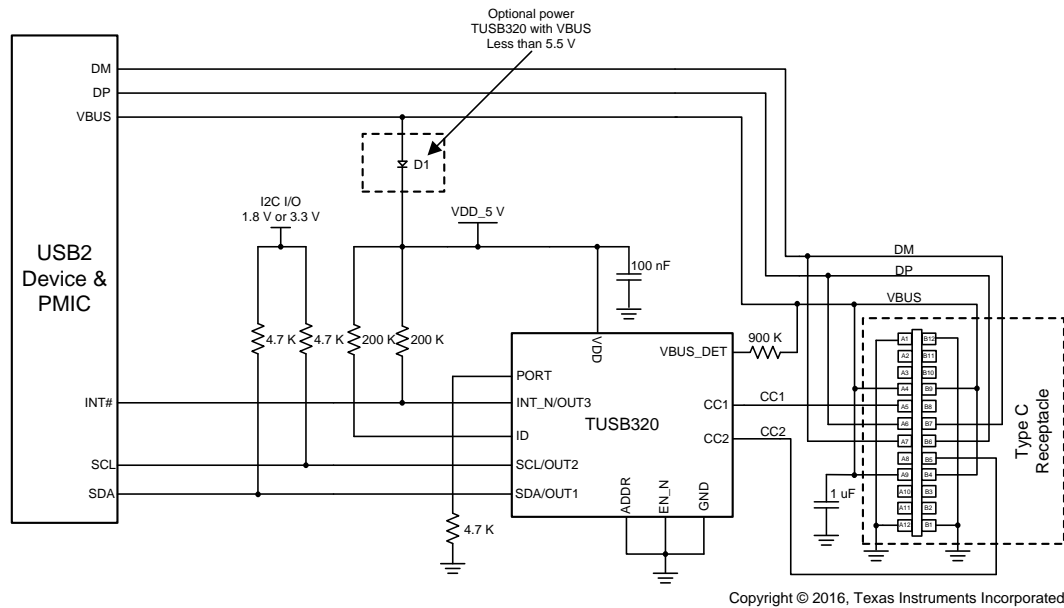 Optional power
TUSB320 with VBUS
Less than 5.5 V
DM
DP
VBUS
D1
I2C I/O
1.8 V or 3.3 V
VDD_5 V
USB2
Device &
PMIC
100 nF
DM
DP
VBUS
4.7 K
4.7 K
200 K
200 K
900 K
VDD
VBUS_DET
PORT
INT#
INT_N/OUT3
CC1
CC1
TUSB320
ID
CC2
CC2
SCL
SCL/OUT2
SDA
SDA/OUT1
ADDR
EN_N
GND
4.7 K
1 uF
A1
B12
A2
B11
A3
B10
A4
B9
A5
B8
A6
B7
A7
B6
A8
B5
A9
B4
A10
B3
A11
B2
A12
B1
Type C
Receptacle
Copyright © 2016, Texas Instruments Incorporated